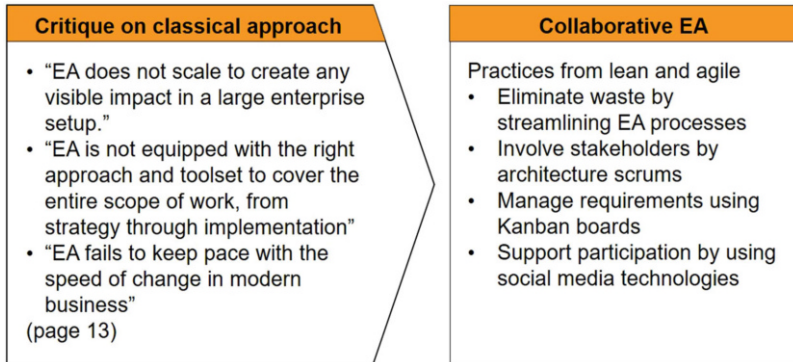 Critique on classical approach
• “EA does not scale to create any
visible impact in a large enterprise
setup.”
• “EA is not equipped with the right
approach and toolset to cover the
entire scope of work, from
strategy through implementation”
• “EA fails to keep pace with the
speed of change in modern
business”
(page 13)
Collaborative EA
Practices from lean and agile
• Eliminate waste by
streamlining EA processes
• Involve stakeholders by
architecture scrums
• Manage requirements using
Kanban boards
• Support participation by using
social media technologies